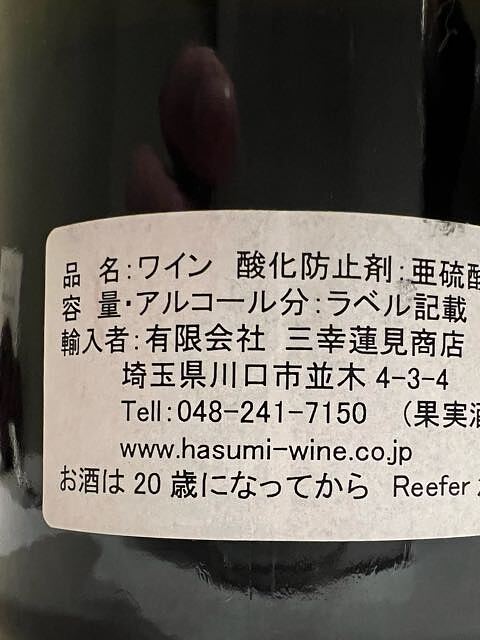 品 名：ワイン 酸化防止剤：亜硫酸
容 量・アルコール分：ラベル記載
輸入者：有限会社 三幸蓮見商店
埼玉県川口市並木 4-3-4
Tell：048-241-7150 （果実酒
www.hasumi-wine.co.jp
お酒は 20 歳になってから Reefer